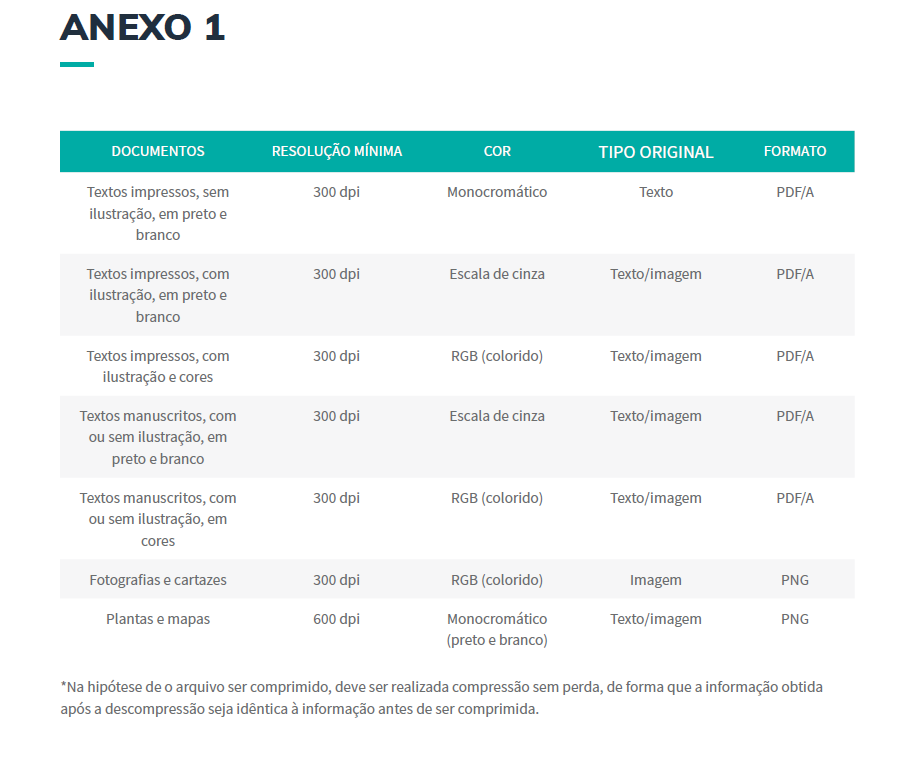 ANEXO 1
DOCUMENTOS RESOLUÇÃO MÍNIMA COR TIPO ORIGINAL FORMATO
Textos impressos, sem 300 dpi Monocromático Texto PDF/A
ilustração, em preto e
branco
Textos impressos, com 300 dpi Escala de cinza Texto/imagem PDF/A
ilustração, em preto e
branco
Textos impressos, com 300 dpi RGB (colorido) Texto/imagem PDF/A
ilustração e cores
Textos manuscritos, com 300 dpi Escala de cinza Texto/imagem PDF/A
ou sem ilustração, em
preto e branco
Textos manuscritos, com 300 dpi RGB (colorido) Texto/imagem PDF/A
ou sem ilustração, em
cores
Fotografias e cartazes 300 dpi RGB (colorido) Imagem PNG
Plantas e mapas 600 dpi Monocromático Texto/imagem PNG
(preto e branco)
*Na hipótese de o arquivo ser comprimido, deve ser realizada compressão sem perda, de forma que a informação obtida
após a descompressão seja idêntica à informação antes de ser comprimida.